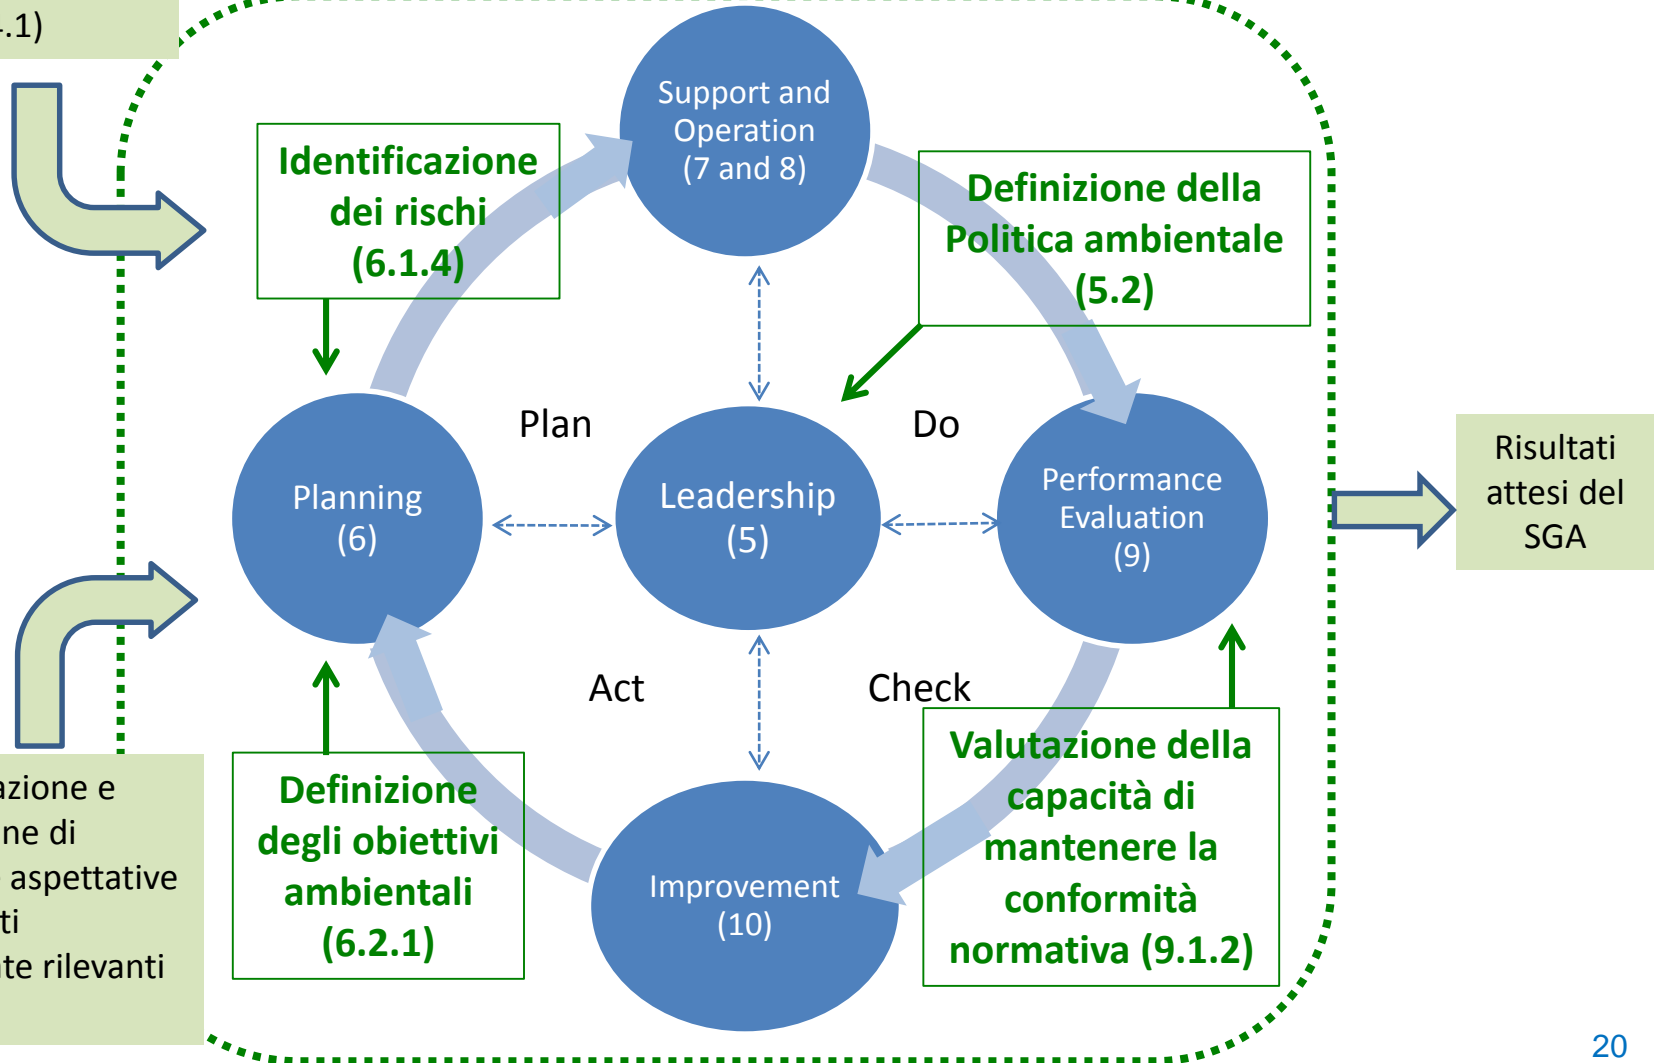 4.1)
Support and
Operation
(7 and 8)
Identificazione
dei rischi
(6.1.4)
Definizione della
Politica ambientale
(5.2)
Plan
Do
Planning
(6)
Leadership
(5)
Performance
Evaluation
(9)
Risultati
attesi del
SGA
Act
Check
azione e
ne di
aspettative
ti
te rilevanti
Definizione
degli obiettivi
ambientali
(6.2.1)
Improvement
(10)
Valutazione della
capacità di
mantenere la
conformità
normativa (9.1.2)
20